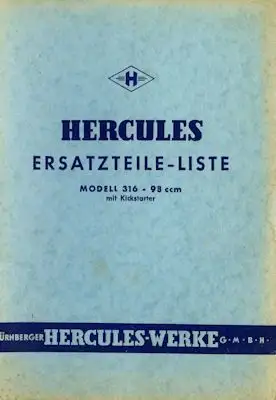 H
HERCULES
ERSATZTEILE-LISTE
MODELL 316 - 98 ccm
mit Kickstarter
ÜRNBERGER HERCULES-WERKE G·M·B·H·